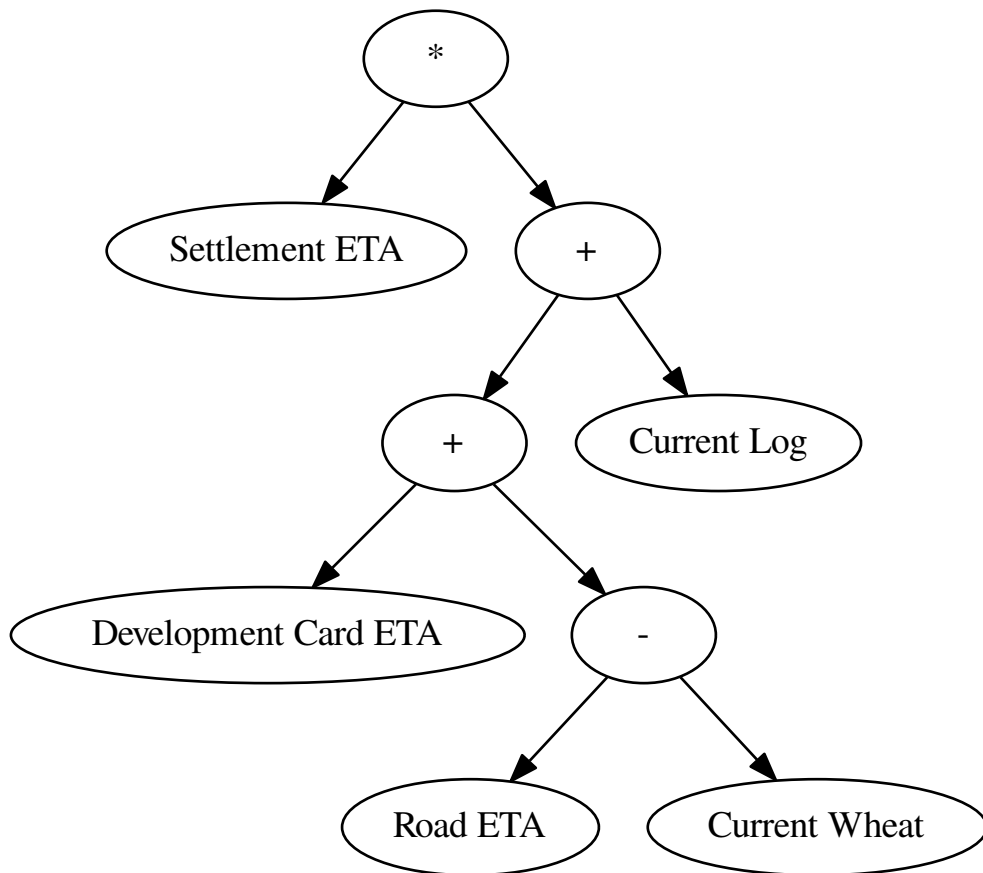 *
Settlement ETA
+
+
Current Log
Development Card ETA
-
Road ETA
Current Wheat